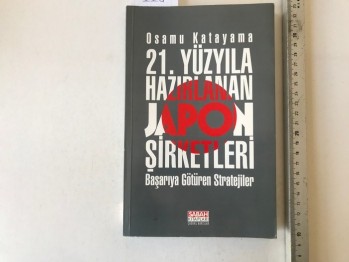 Osamu Katayama
21. YÜZYILA
HAZIRLANAN
JAPON
ŞİRKETLERİ
Başarıya Götüren Stratejiler
SABAH